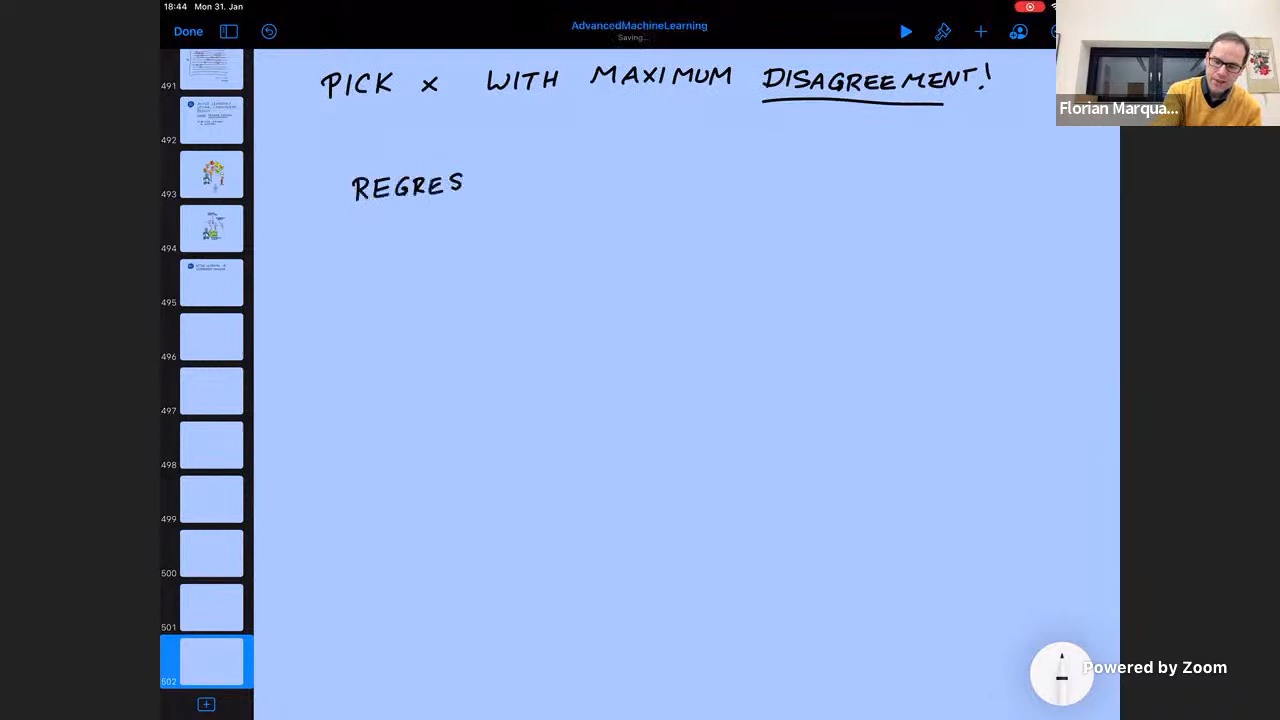 18:44 Mon 31. Jan
Done
AdvancedMachineLearning
Saving...
Florian Marqua...
PICK x WITH MAXIMUM DISAGREEMENT!
REGRES
491
492
493
494
495
496
497
498
499
500
501
502
Powered by Zoom